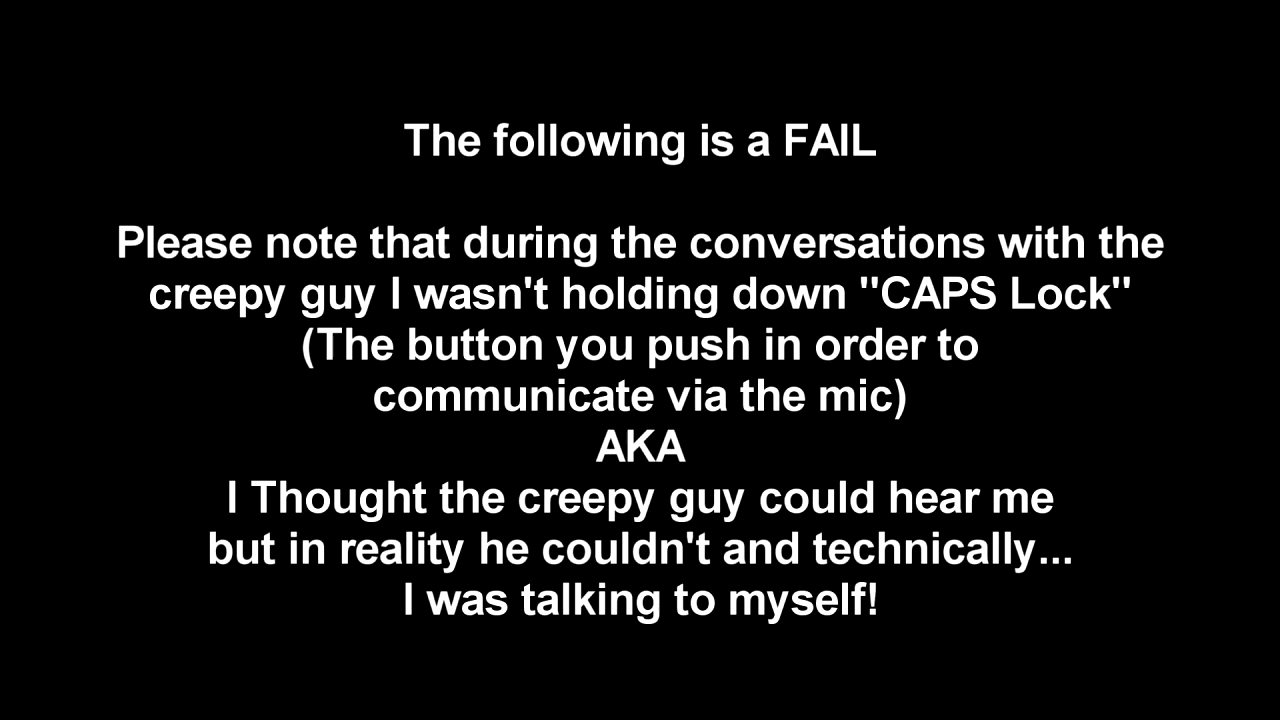 The following is a FAIL
Please note that during the conversations with the
creepy guy I wasn't holding down "CAPS Lock"
(The button you push in order to
communicate via the mic)
AKA
I Thought the creepy guy could hear me
but in reality he couldn't and technically...
I was talking to myself!